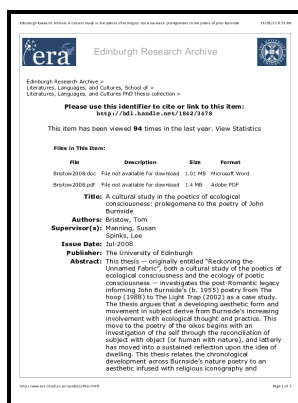 Edinburgh Research Archive: A cultural study in the poetics of ecological consciousness: prolegomena to the poetry of John Burnside
era
Edinburgh Research Archive
Edinburgh Research Archive >
Literatures, Languages, and Cultures, School of >
Literatures, Languages, and Cultures PhD thesis collection >
Please use this identifier to cite or link to this item:
http://hdl.handle.net/1842/3478
This item has been viewed 94 times in the last year. View Statistics
Files in This Item:
File Description Size Format
Bristow2008.doc File not available for download 1.01 MB Microsoft Word
Bristow2008.pdf File not available for download 1.4 MB Adobe PDF
Title: A cultural study in the poetics of ecological
consciousness: prolegomena to the poetry of John
Burnside
Authors: Bristow, Tom
Supervisor(s): Manning, Susan
Spinks, Lee
Issue Date: Jul-2008
Publisher: The University of Edinburgh
Abstract: This thesis -- originally entitled "Reckoning the
Unnamed Fabric", both a cultural study of the poetics of
ecological consciousness and the ecology of poetic
consciousness -- investigates the post-Romantic legacy
informing John Burnside's (b. 1955) poetry from The
hoop (1988) to The Light Trap (2002) as a case study.
The thesis argues that a developing aesthetic form and
movement in subject derive from Burnside's increasing
involvement with ecological thought and practice. This
move to the poetry of the oikos begins with an
investigation of the self through the reconciliation of
subject with object (or human with nature), and latterly
has moved into a sustained reflection upon the idea of
dwelling. This thesis relates the chronological
development across Burnside's nature poetry to an
aesthetic infused with religious iconography and
Page 1 of 3